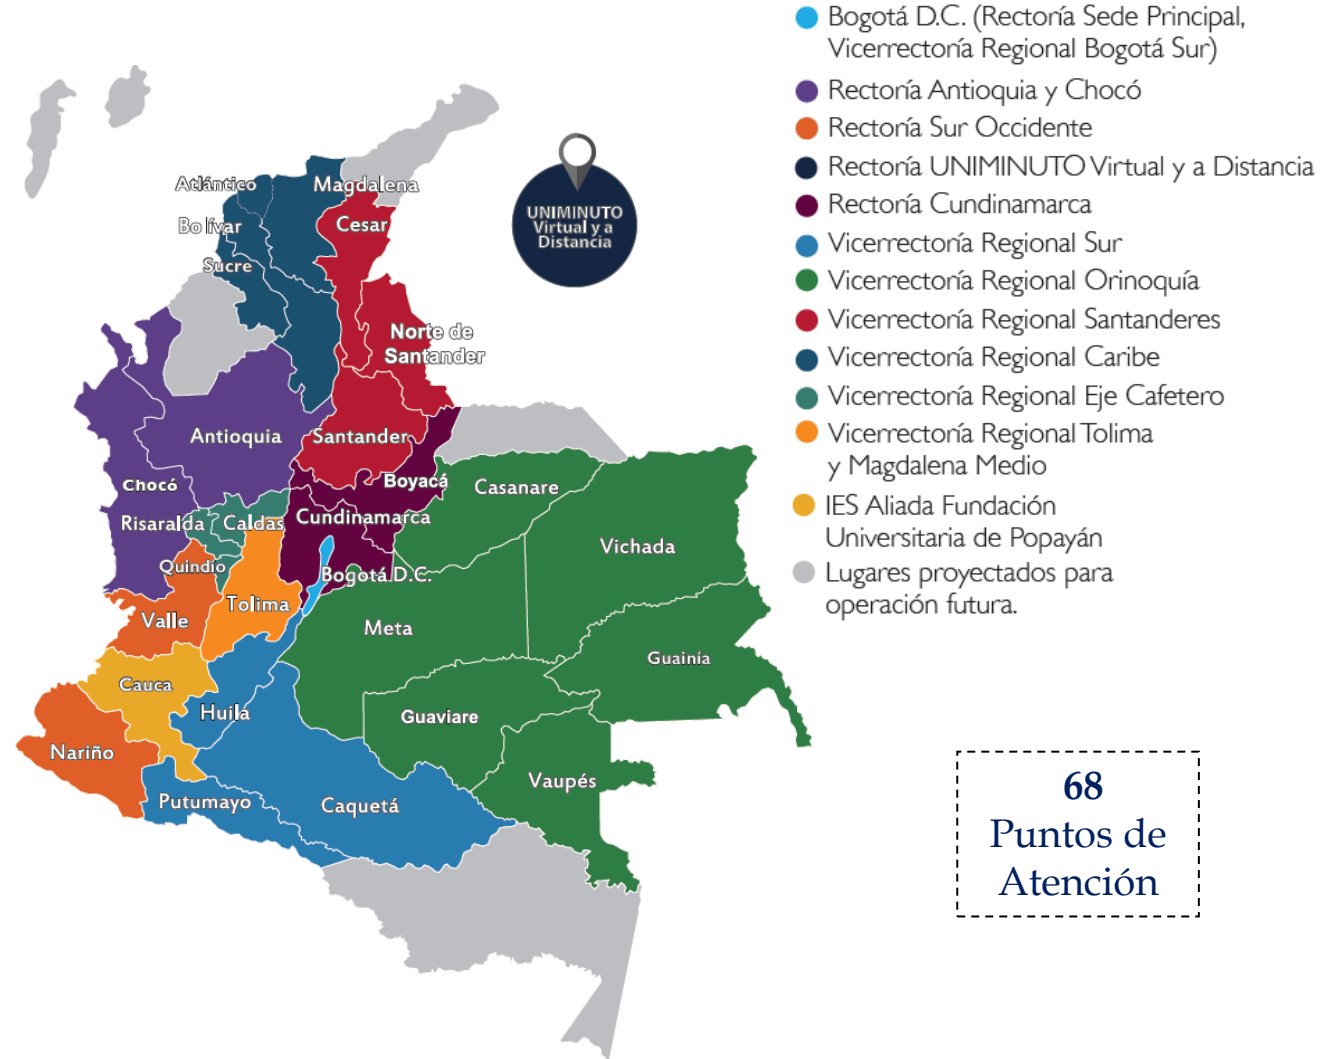 Bogotá D.C. (Rectoría Sede Principal,
Vicerrectoría Regional Bogotá Sur)
Rectoría Antioquia y Chocó
Rectoría Sur Occidente
Rectoría UNIMINUTO Virtual y a Distancia
Rectoría Cundinamarca
Vicerrectoría Regional Sur
Vicerrectoría Regional Orinoquía
Vicerrectoría Regional Santanderes
Vicerrectoría Regional Caribe
Vicerrectoría Regional Eje Cafetero
Vicerrectoría Regional Tolima
y Magdalena Medio
IES Aliada Fundación
Universitaria de Popayán
Lugares proyectados para
operación futura.
UNIMINUTO
Virtual y a
Distancia
Atlántico
Magdalena
Bolívar
Cesar
Sucre
Norte de
Santander
Antioquia
Santander
Chocó
Boyacá
Casanare
Risaralda
Caldas
Cundinamarca
Vichada
Quindío
Bogotá D.C.
Tolima
Valle
Meta
Guainía
Cauca
Huila
Guaviare
Nariño
Vaupés
Putumayo
Caquetá
68
Puntos de
Atención